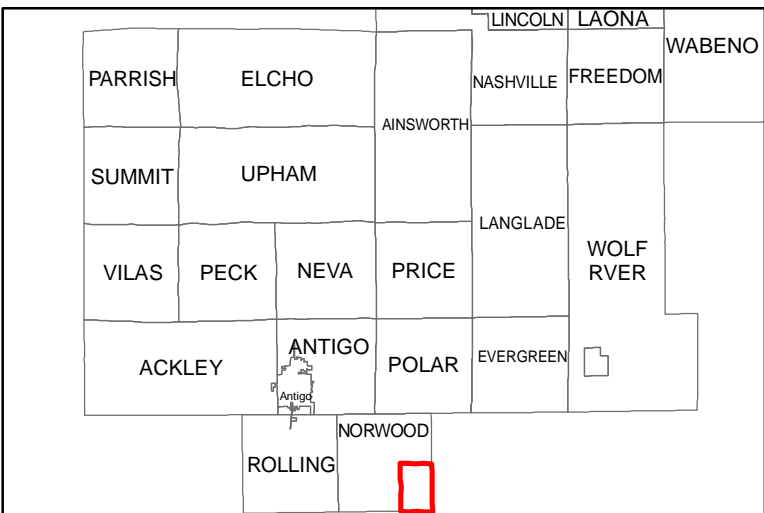 LINCOLN
LAONA
WABENO
PARRISH
ELCHO
NASHVILLE
FREEDOM
AINSWORTH
SUMMIT
UPHAM
LANGLADE
WOLF
RVER
VILAS
PECK
NEVA
PRICE
ANTIGO
ACKLEY
POLAR
EVERGREEN
Antigo
NORWOOD
ROLLING